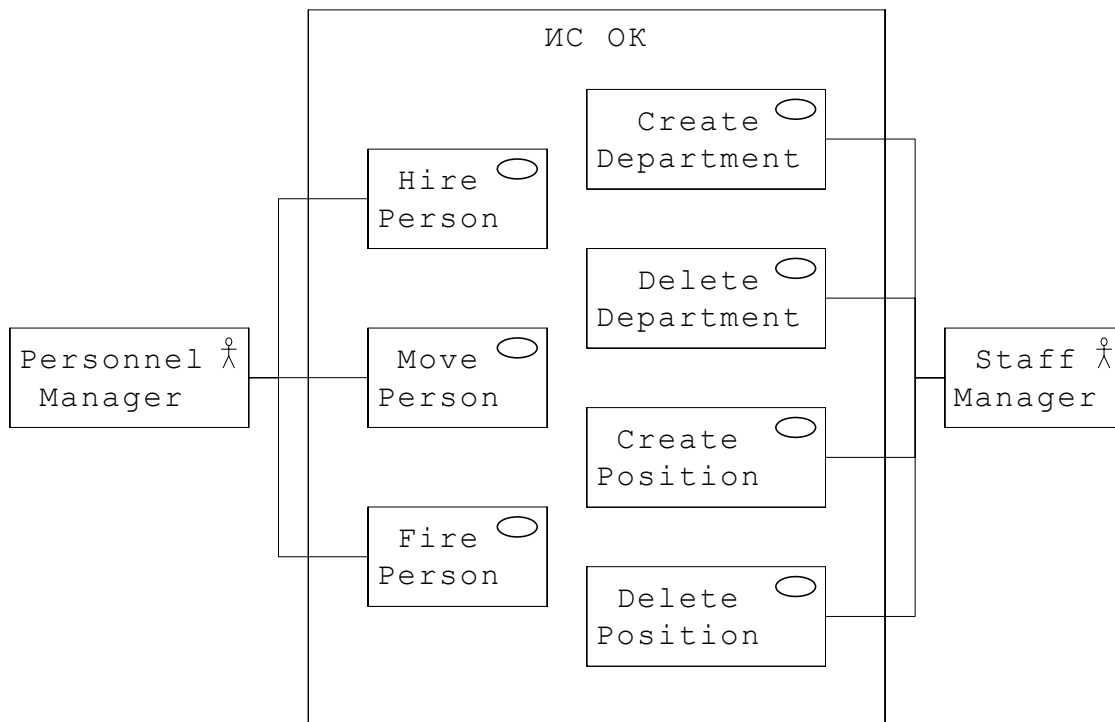 ИС ОК
Create
Department
Hire
Person
Delete
Department
Personnel
Manager
Move
Person
Staff
Manager
Create
Position
Fire
Person
Delete
Position